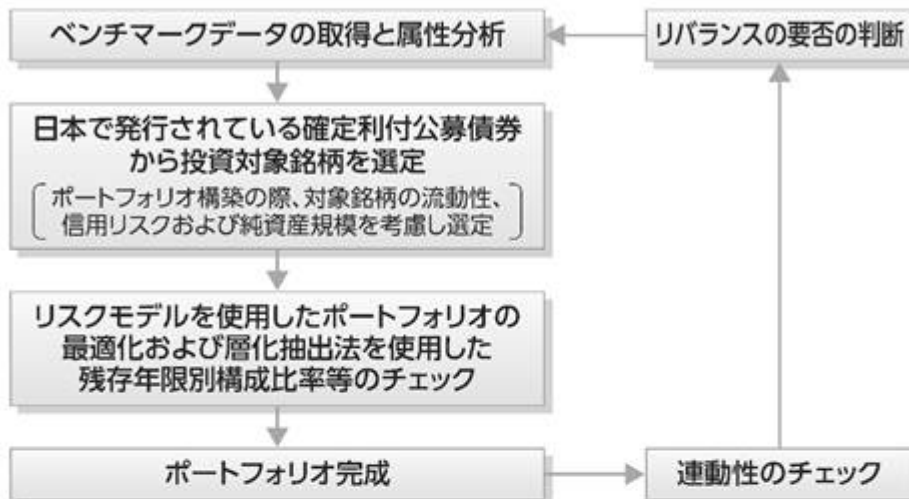 ベンチマークデータの取得と属性分析
リバランスの要否の判断
日本で発行されている確定利付公募債券
から投資対象銘柄を選定
ポートフォリオ構築の際、対象銘柄の流動性、
信用リスクおよび純資産規模を考慮し選定
リスクモデルを使用したポートフォリオの
最適化および層化抽出法を使用した
残存年限別構成比率等のチェック
ポートフォリオ完成
連動性のチェック